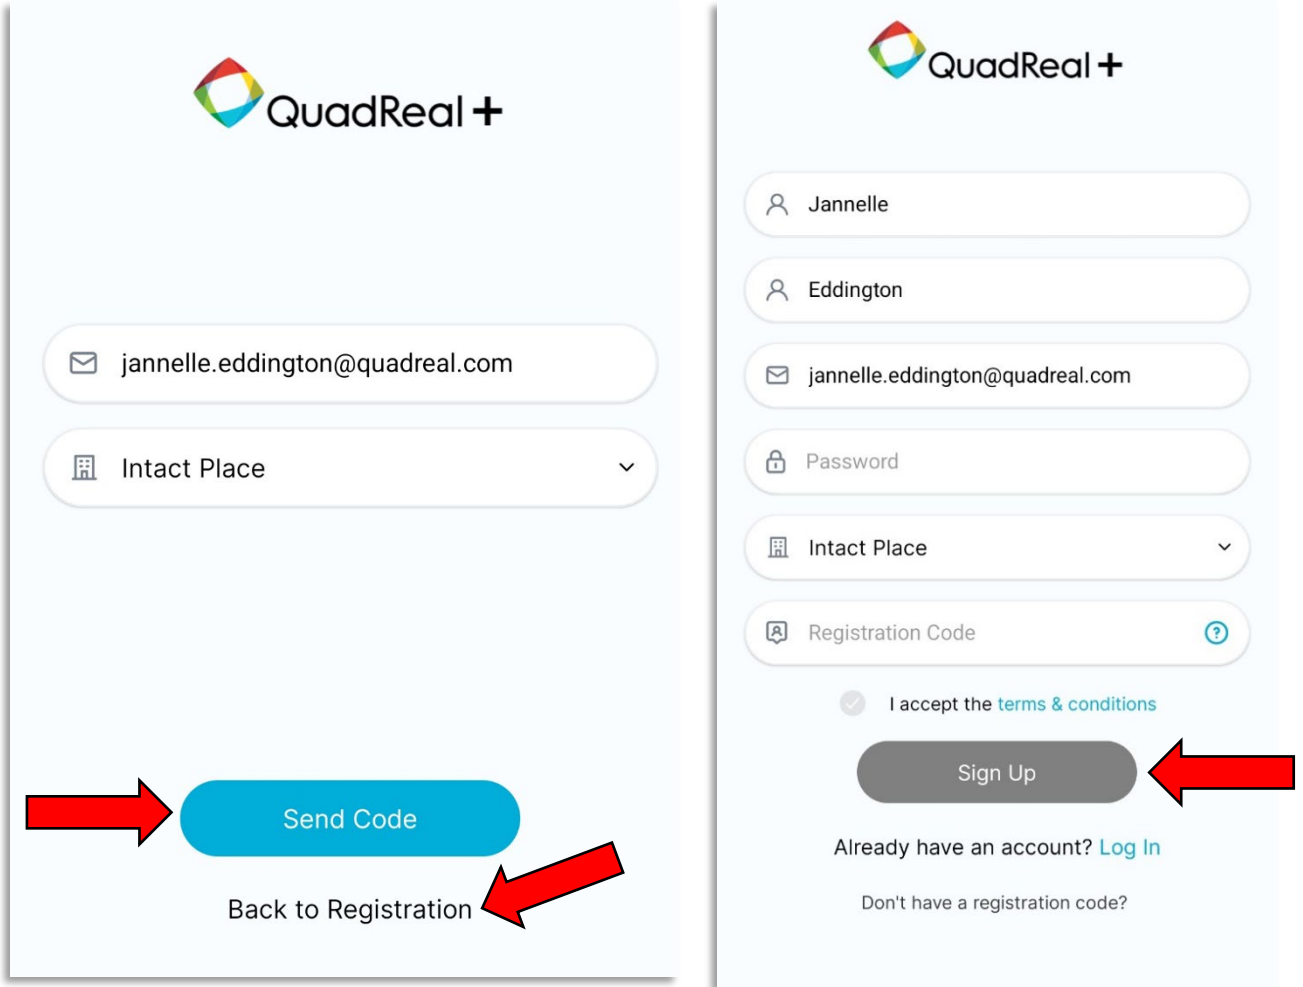 QuadReal +
jannelle.eddington@quadreal.com
Intact Place
Send Code
Back to Registration
QuadReal +
Jannelle
Eddington
jannelle.eddington@quadreal.com
Password
Intact Place
Registration Code
I accept the terms & conditions
Sign Up
Already have an account? Log In
Don't have a registration code?